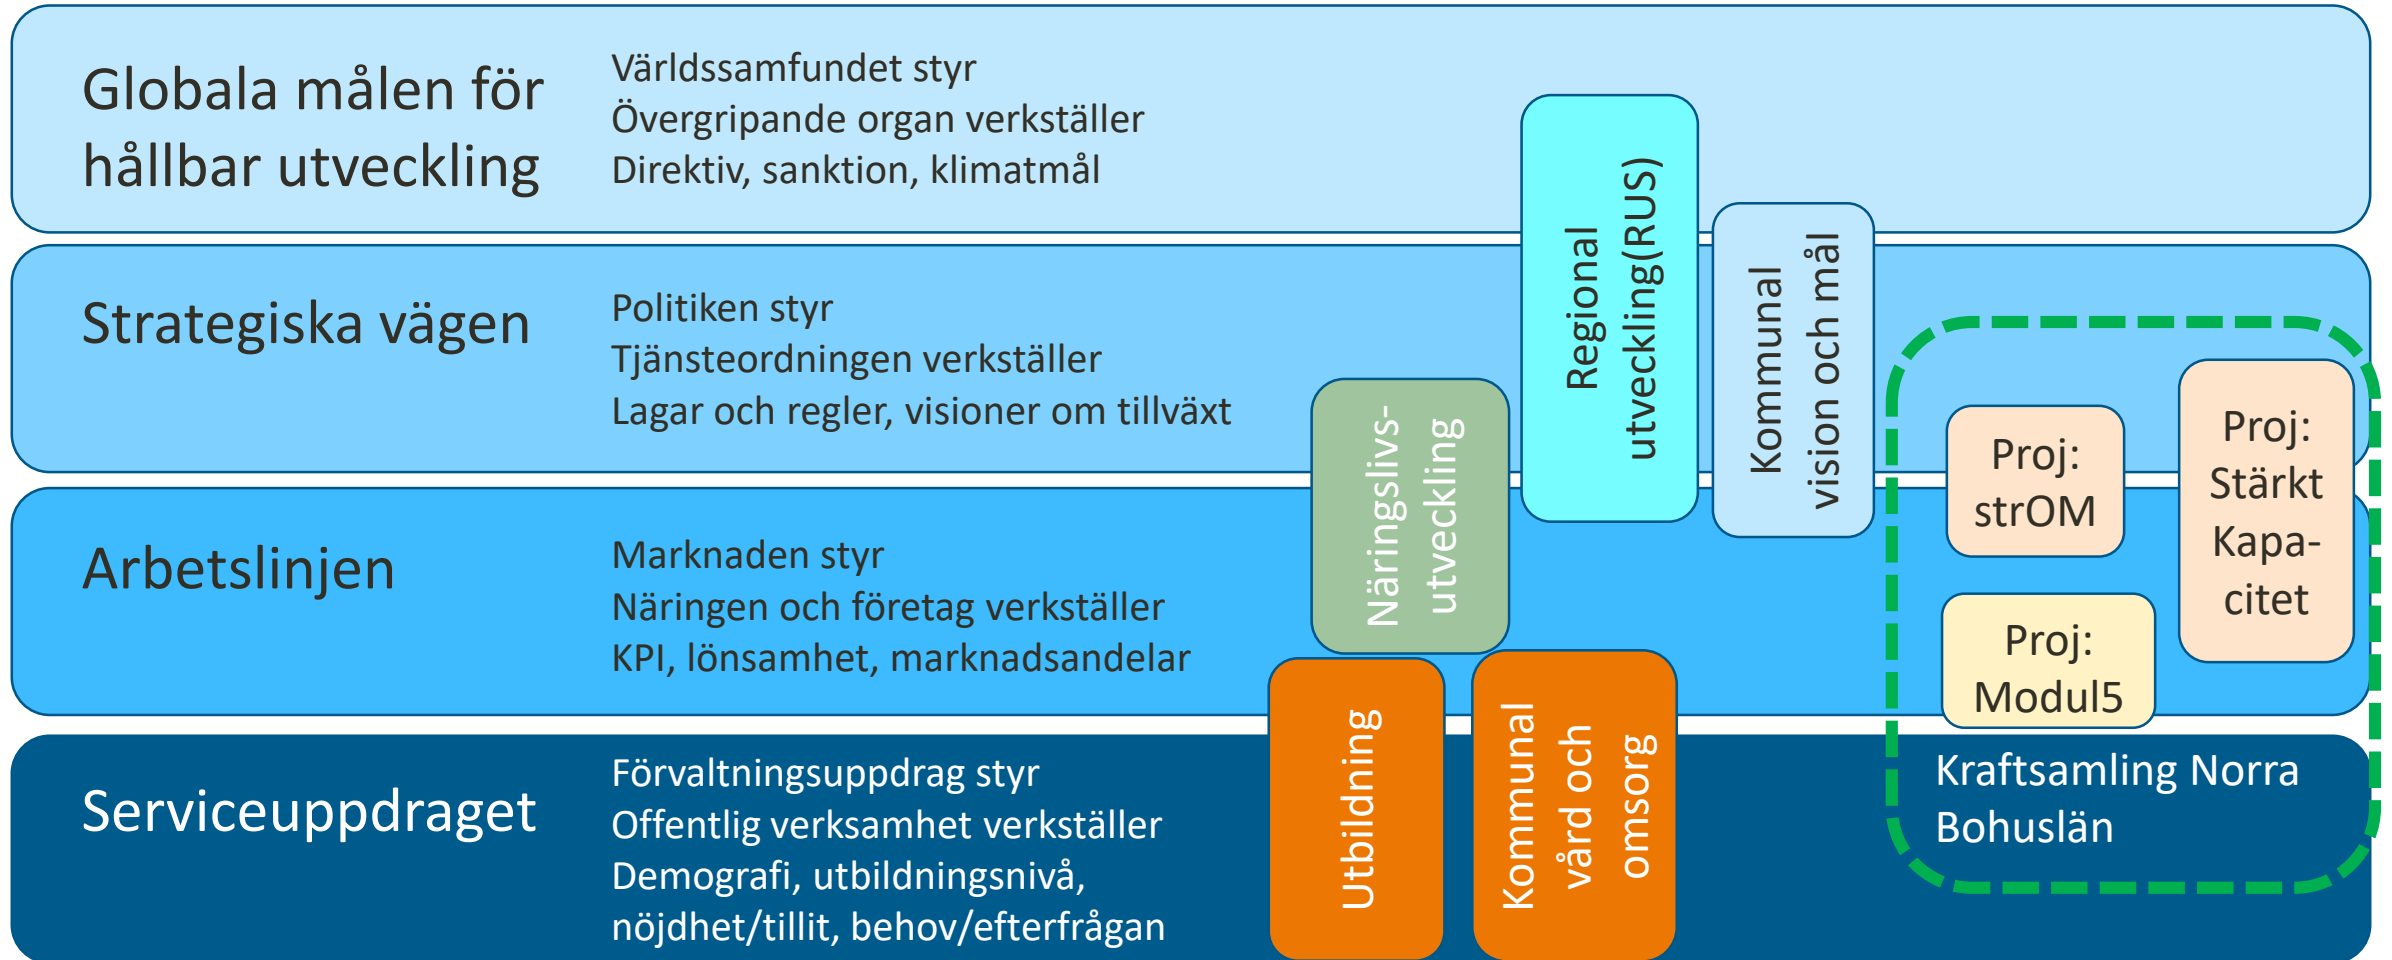 Globala målen för
hållbar utveckling
Världssamfundet styr
Övergripande organ verkställer
Direktiv, sanktion, klimatmål
Strategiska vägen
Politiken styr
Tjänsteordningen verkställer
Lagar och regler, visioner om tillväxt
Arbetslinjen
Marknaden styr
Näringen och företag verkställer
KPI, lönsamhet, marknadsandelar
Serviceuppdraget
Förvaltningsuppdrag styr
Offentlig verksamhet verkställer
Demografi, utbildningsnivå,
nöjdhet/tillit, behov/efterfrågan
Regional
utveckling(RUS)
Kommunal
vision och mål
Närings­livs-
utveckling
Utbildning
Kommunal
vård och
omsorg
Proj:
strOM
Proj:
Stärkt
Kapa-
citet
Proj:
Modul5
Kraftsamling Norra
Bohuslän